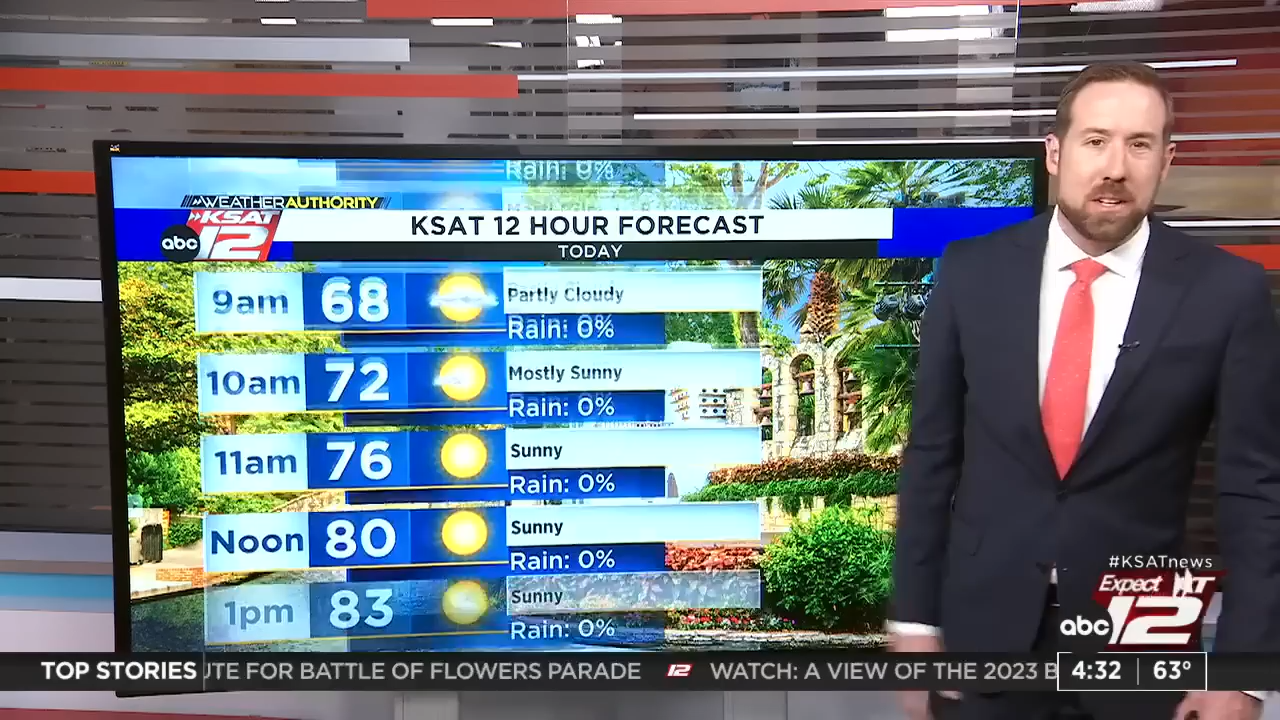 Rain: 0%
WEATHER AUTHORITY
KSAT
abc 12
KSAT 12 HOUR FORECAST
TODAY
9am 68 Partly Cloudy
Rain: 0%
10am 72 Mostly Sunny
Rain: 0%
11am 76 Sunny
Rain: 0%
Noon 80 Sunny
Rain: 0%
1pm 83 Sunny
Rain: 0%
#KSATnews
Expect
abc 12
TOP STORIES UTE FOR BATTLE OF FLOWERS PARADE 12 WATCH: A VIEW OF THE 2023 B 4:32 63°